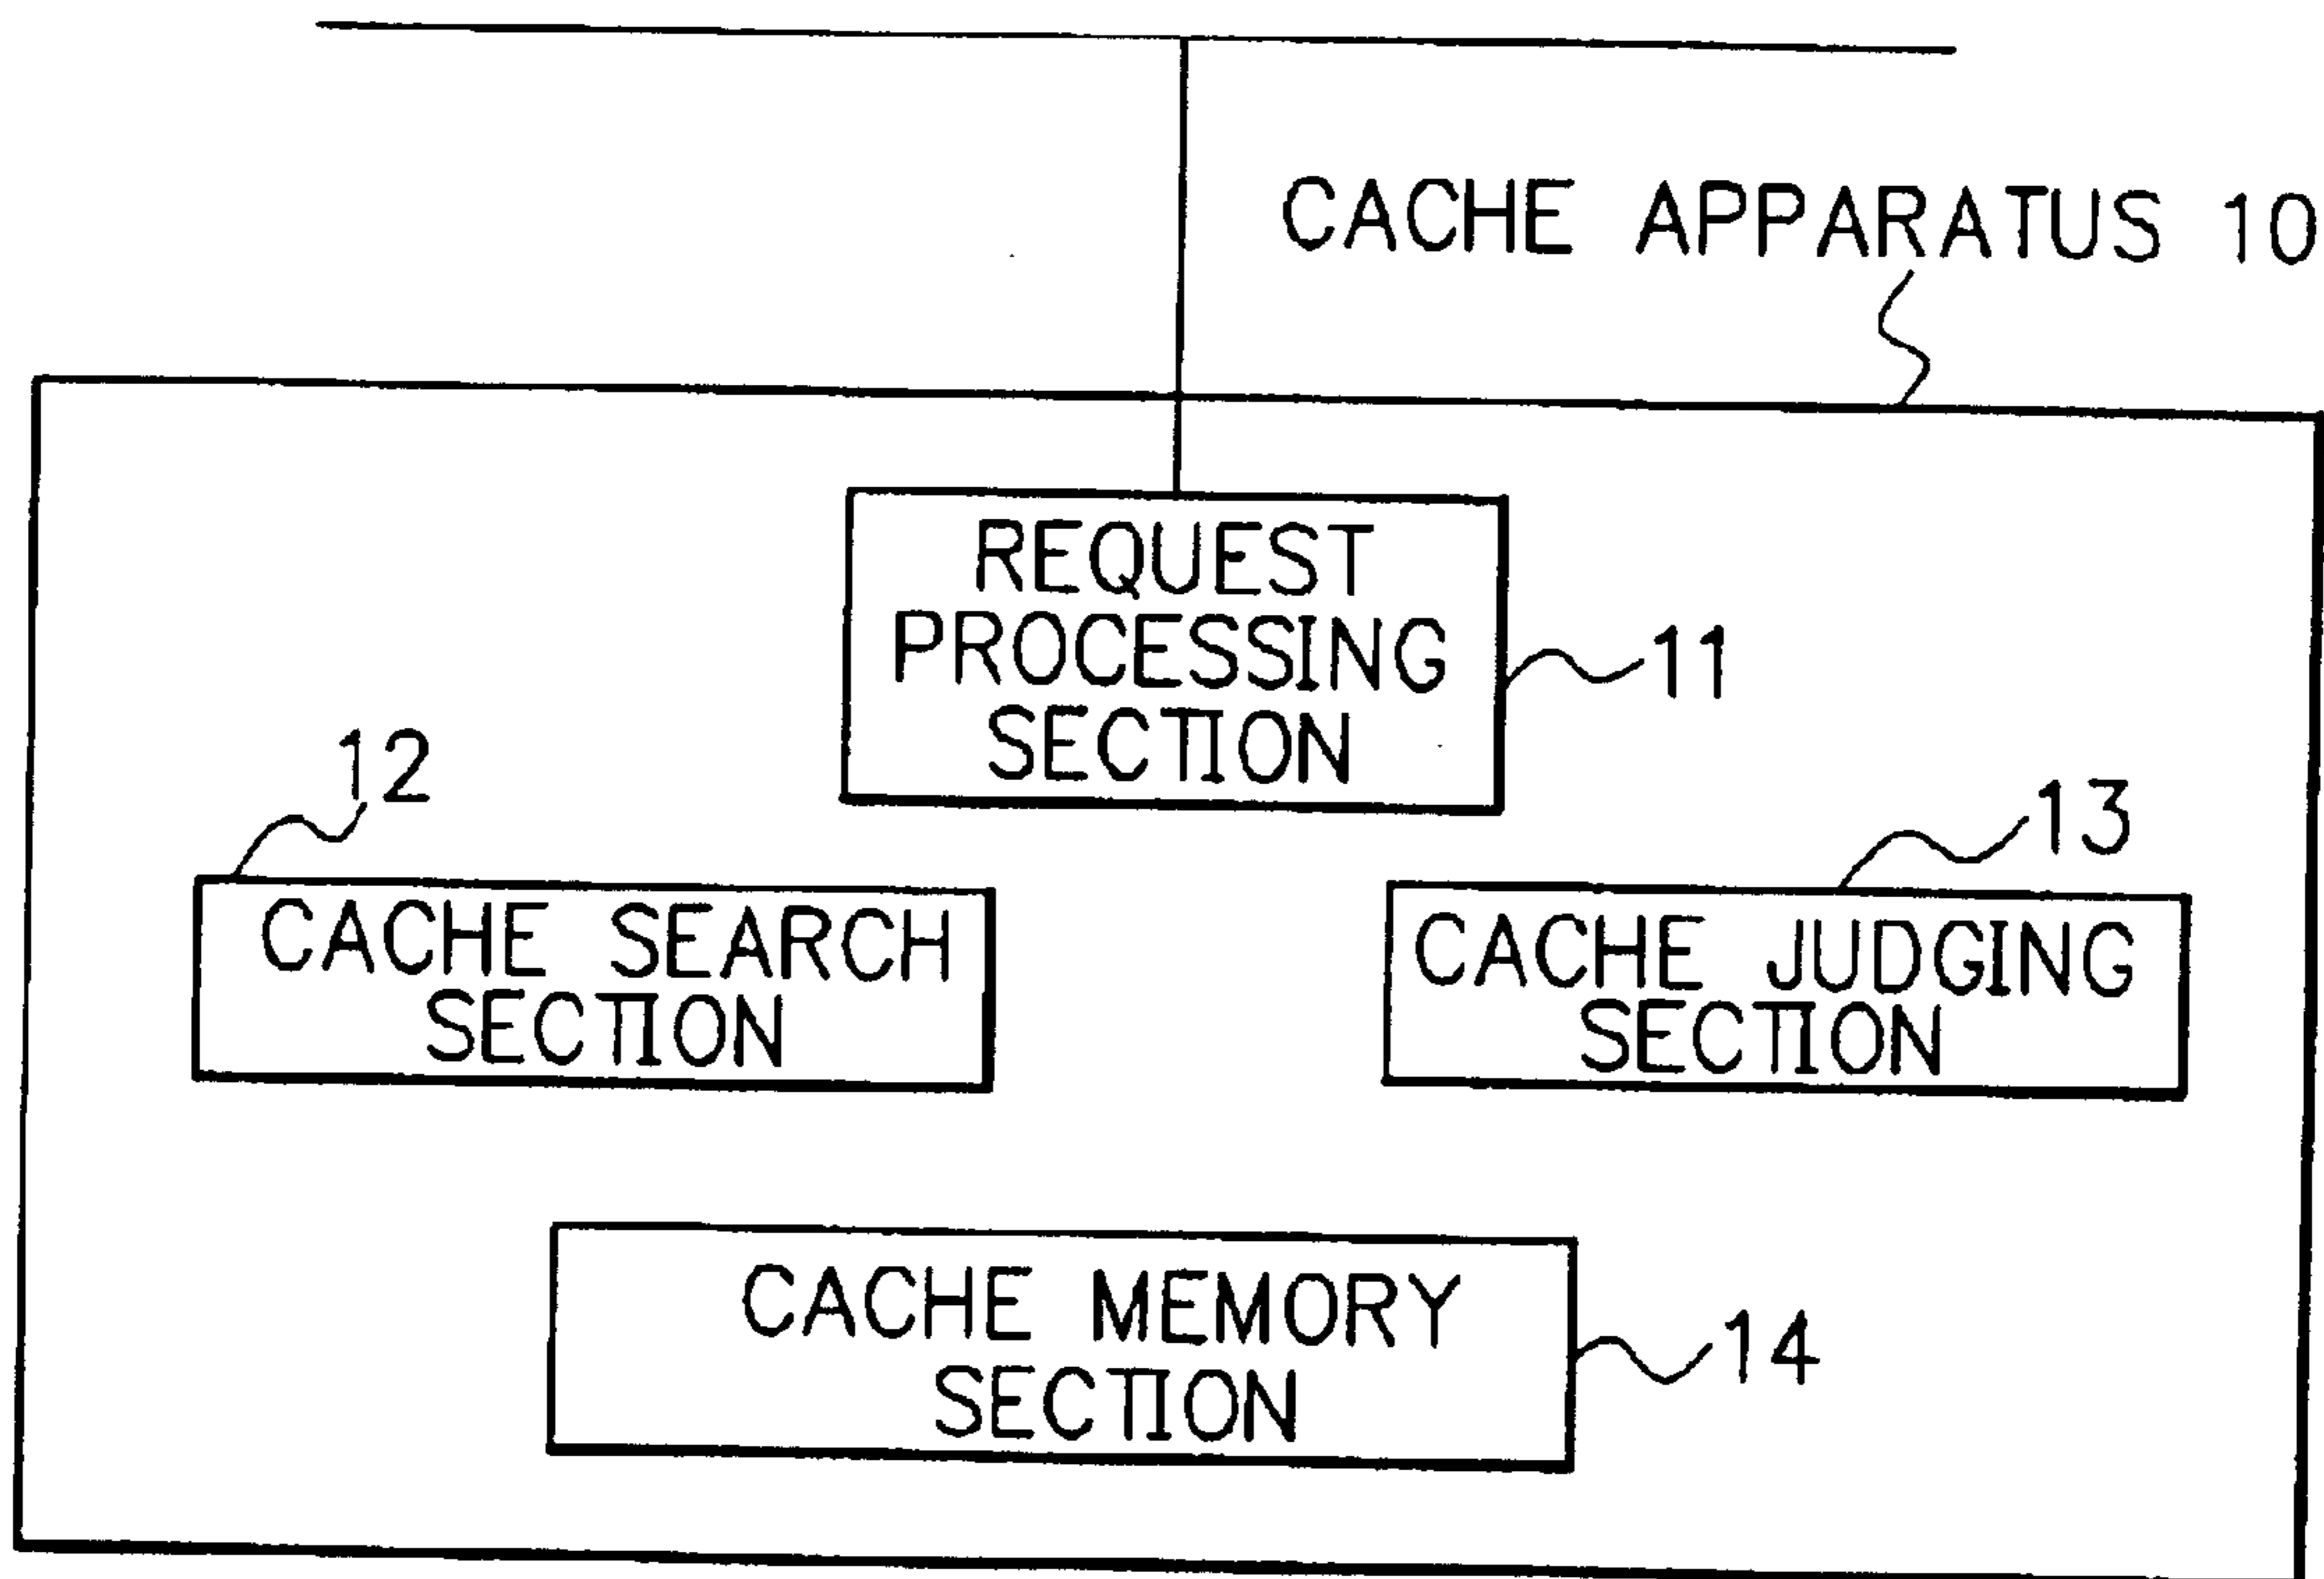 CACHE APPARATUS 10
REQUEST
PROCESSING
SECTION
11
12
13
CACHE SEARCH
SECTION
CACHE JUDGING
SECTION
CACHE MEMORY
SECTION
14